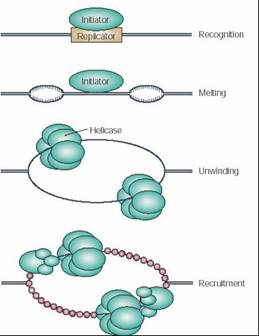 Initiator
Replicator
Recognition
Initiator
Melting
Helicase
Unwinding
Recruitment